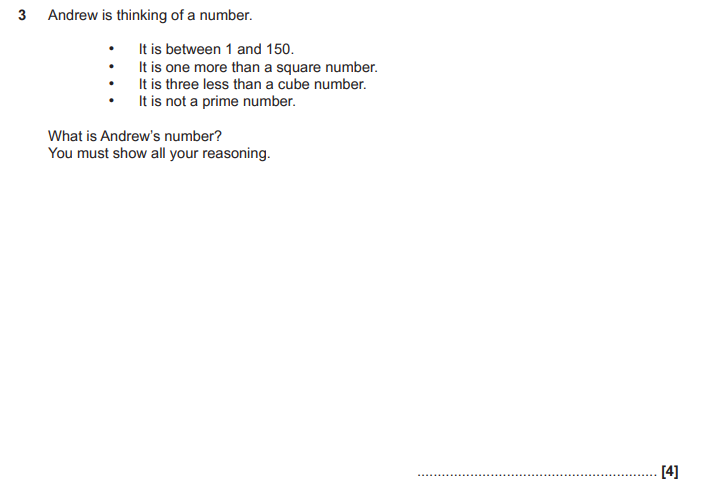 3 Andrew is thinking of a number.
• It is between 1 and 150.
• It is one more than a square number.
• It is three less than a cube number.
• It is not a prime number.
What is Andrew's number?
You must show all your reasoning.
............................................................ [4]